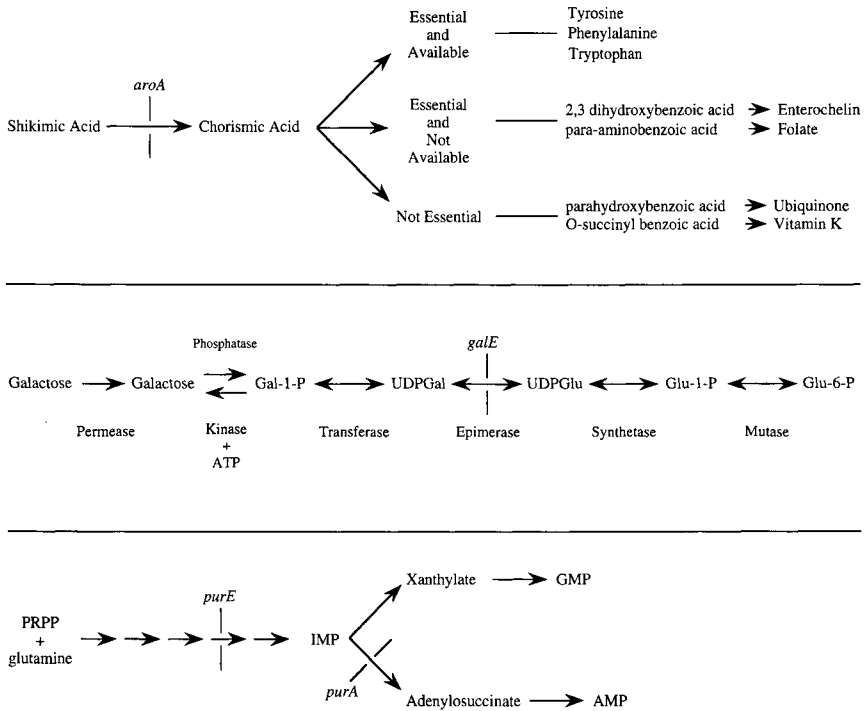 Essential
and
Available
Tyrosine
Phenylalanine
Tryptophan
aroA
Shikimic Acid
Chorismic Acid
Essential
and
Not
Available
2,3 dihydroxybenzoic acid
Enterochelin
para-aminobenzoic acid
Folate
Not Essential
parahydroxybenzoic acid
Ubiquinone
O-succinyl benzoic acid
Vitamin K
Phosphatase
galE
Galactose
Galactose
Gal-1-P
UDPGal
UDPGlu
Glu-1-P
Glu-6-P
Permease
Kinase
+
ATP
Transferase
Epimerase
Synthetase
Mutase
Xanthylate
GMP
purE
PRPP
+
glutamine
IMP
purA
Adenylosuccinate
AMP